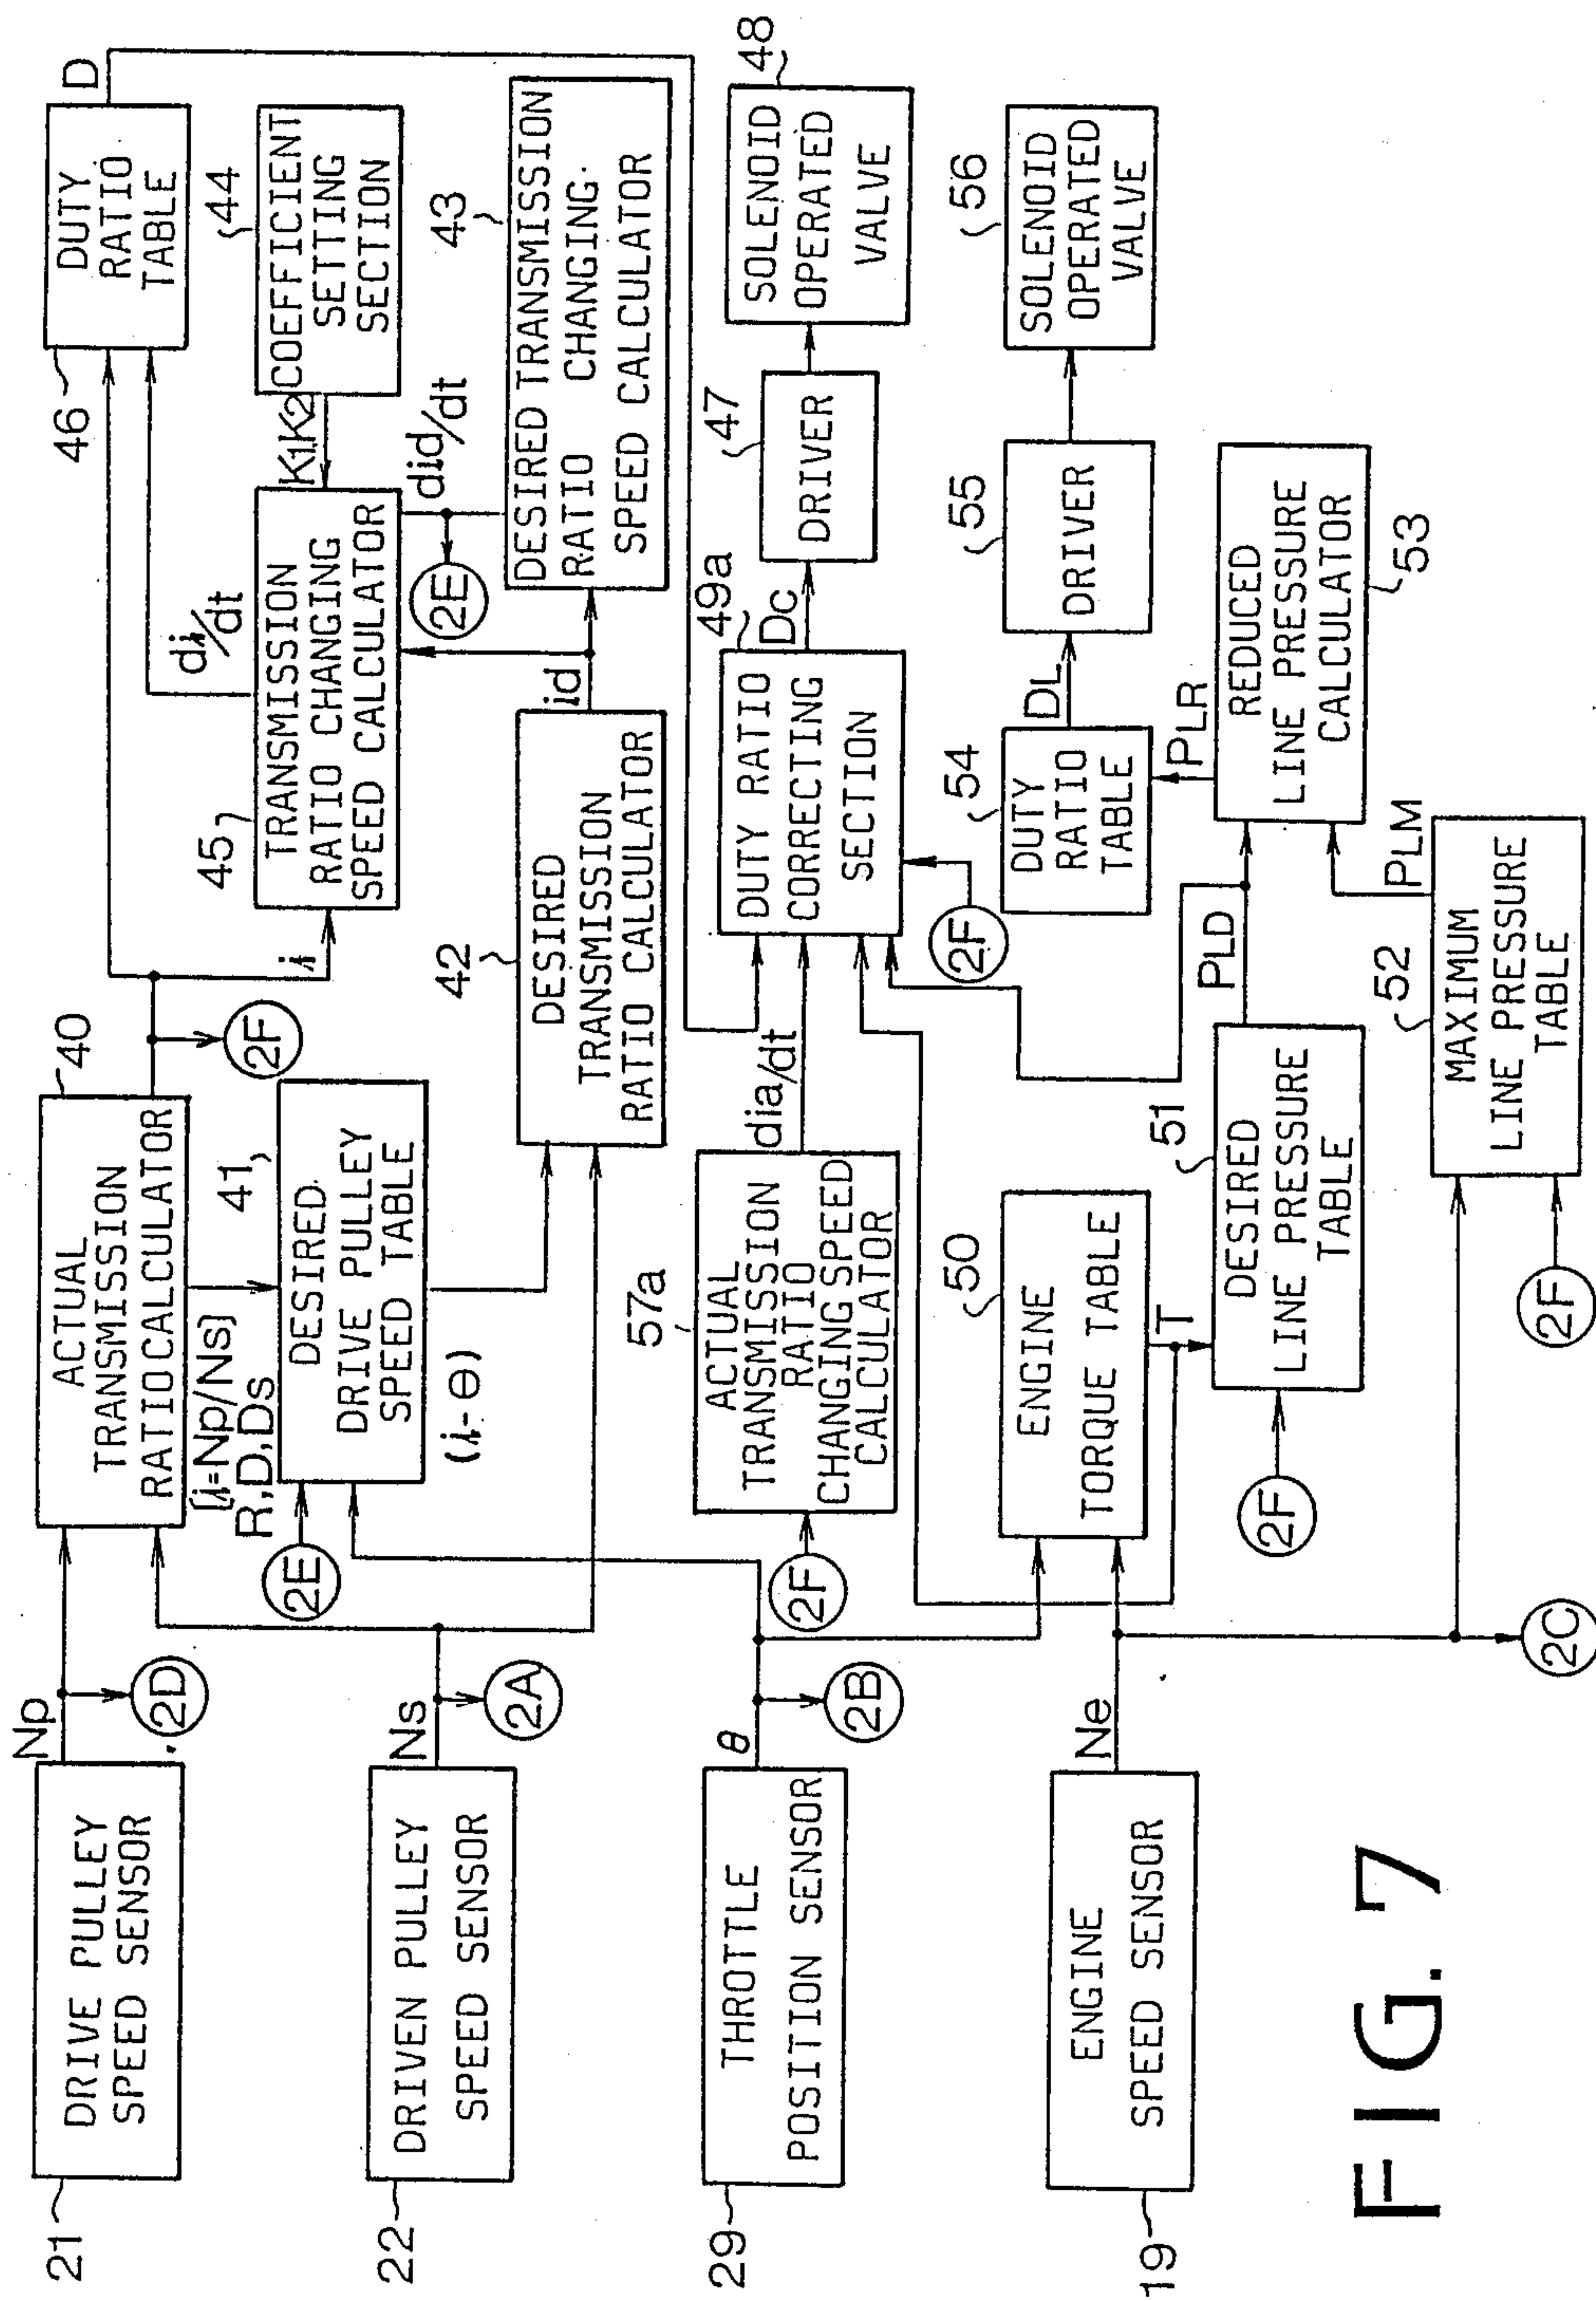 21
DRIVE PULLEY
SPEED SENSOR
Np
2D
40
ACTUAL
TRANSMISSION
RATIO CALCULATOR
[i=Np/Ns]
R,D,Ds
2F
i
46
DUTY
RATIO
TABLE
D
45
TRANSMISSION
RATIO CHANGING
SPEED CALCULATOR
di/dt
K1,K2
44
COEFFICIENT
SETTING
SECTION
41
DESIRED
DRIVE PULLEY
SPEED TABLE
(i-θ)
2E
2E
did/dt
43
DESIRED TRANSMISSION
RATIO CHANGING
SPEED CALCULATOR
22
DRIVEN PULLEY
SPEED SENSOR
Ns
2A
42
DESIRED
TRANSMISSION
RATIO CALCULATOR
id
29
THROTTLE
POSITION SENSOR
θ
2B
2F
57a
ACTUAL
TRANSMISSION
RATIO
CHANGING SPEED
CALCULATOR
dia/dt
49a
DUTY RATIO
CORRECTING
SECTION
2F
Dc
47
DRIVER
48
SOLENOID
OPERATED
VALVE
19
ENGINE
SPEED SENSOR
Ne
2C
50
ENGINE
TORQUE TABLE
T
54
DUTY
RATIO
TABLE
DL
55
DRIVER
56
SOLENOID
OPERATED
VALVE
2F
51
DESIRED
LINE PRESSURE
TABLE
PLD
PLR
53
REDUCED
LINE PRESSURE
CALCULATOR
2F
52
MAXIMUM
LINE PRESSURE
TABLE
PLM
FIG. 7